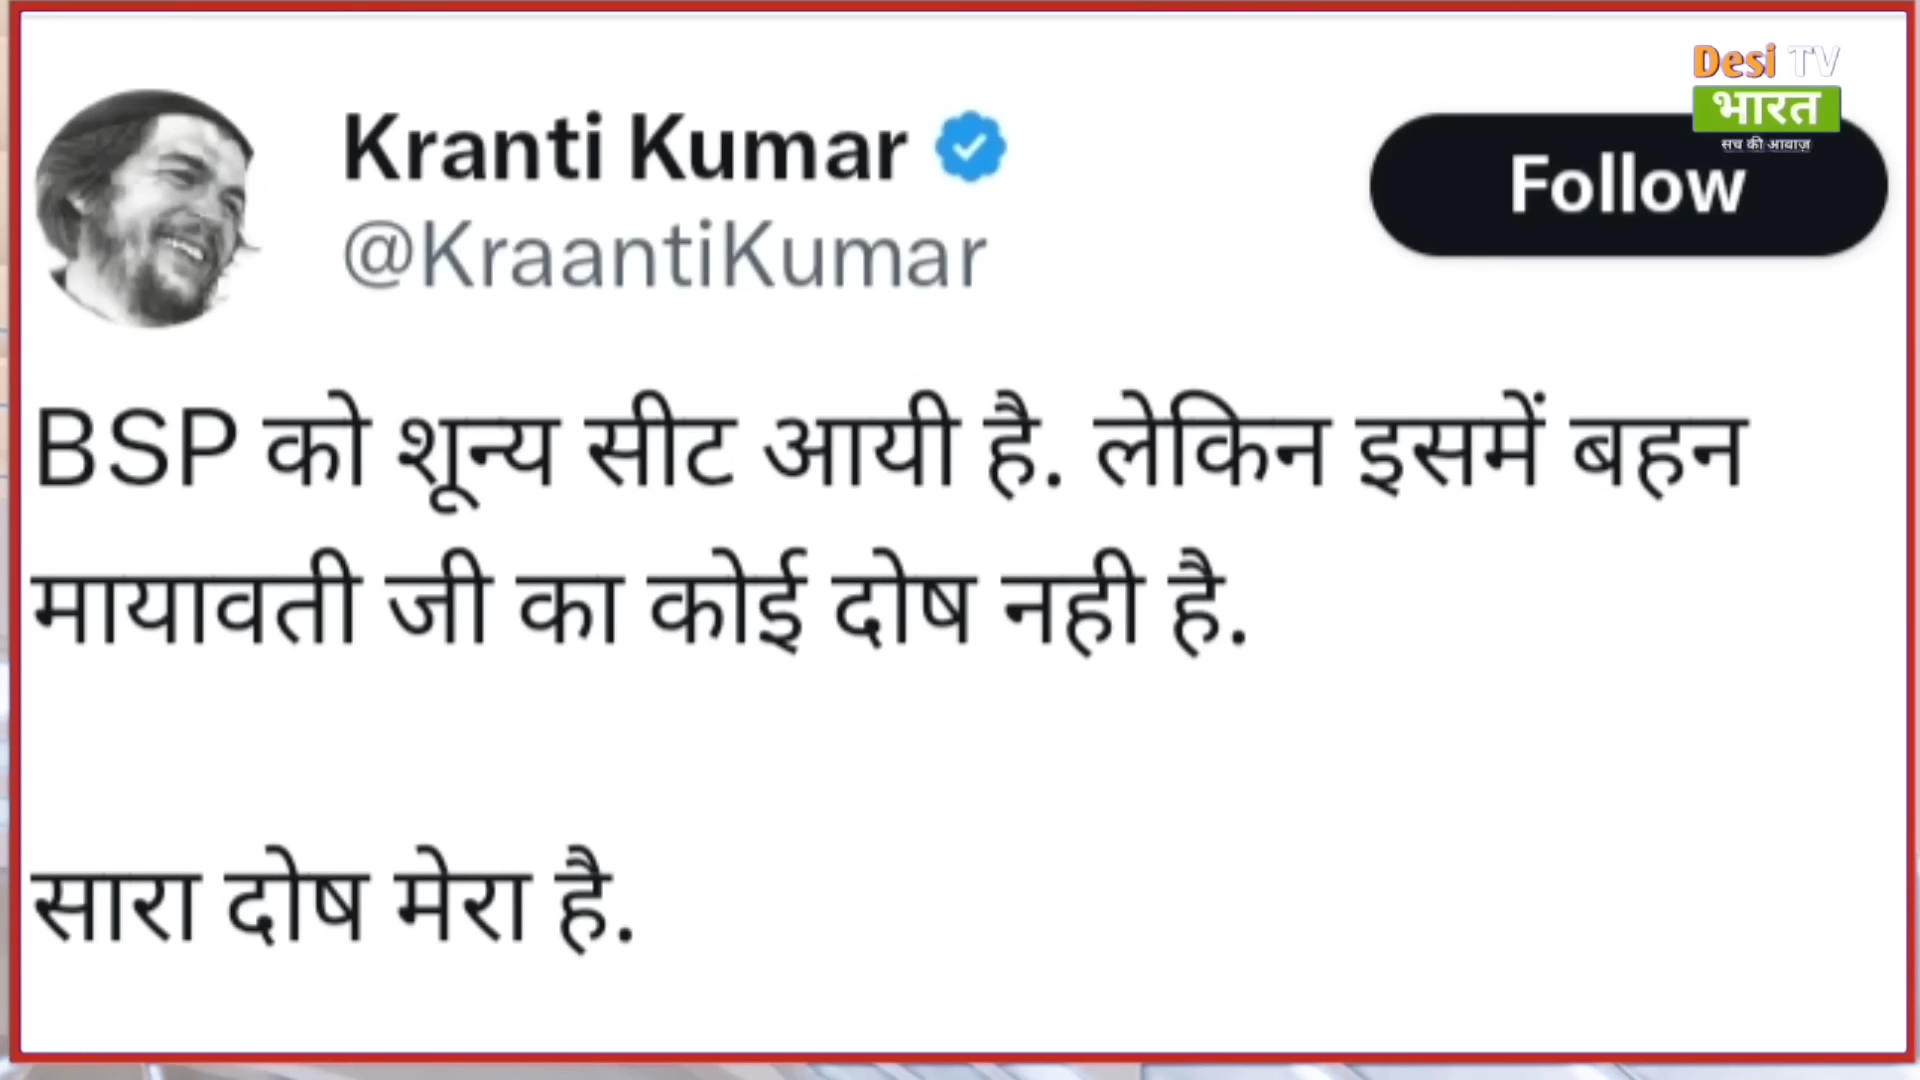 Desi TV
भारत
सच की आवाज़
Kranti Kumar
@KraantiKumar
Follow
BSP को शून्य सीट आयी है. लेकिन इसमें बहन
मायावती जी का कोई दोष नही है.
सारा दोष मेरा है.